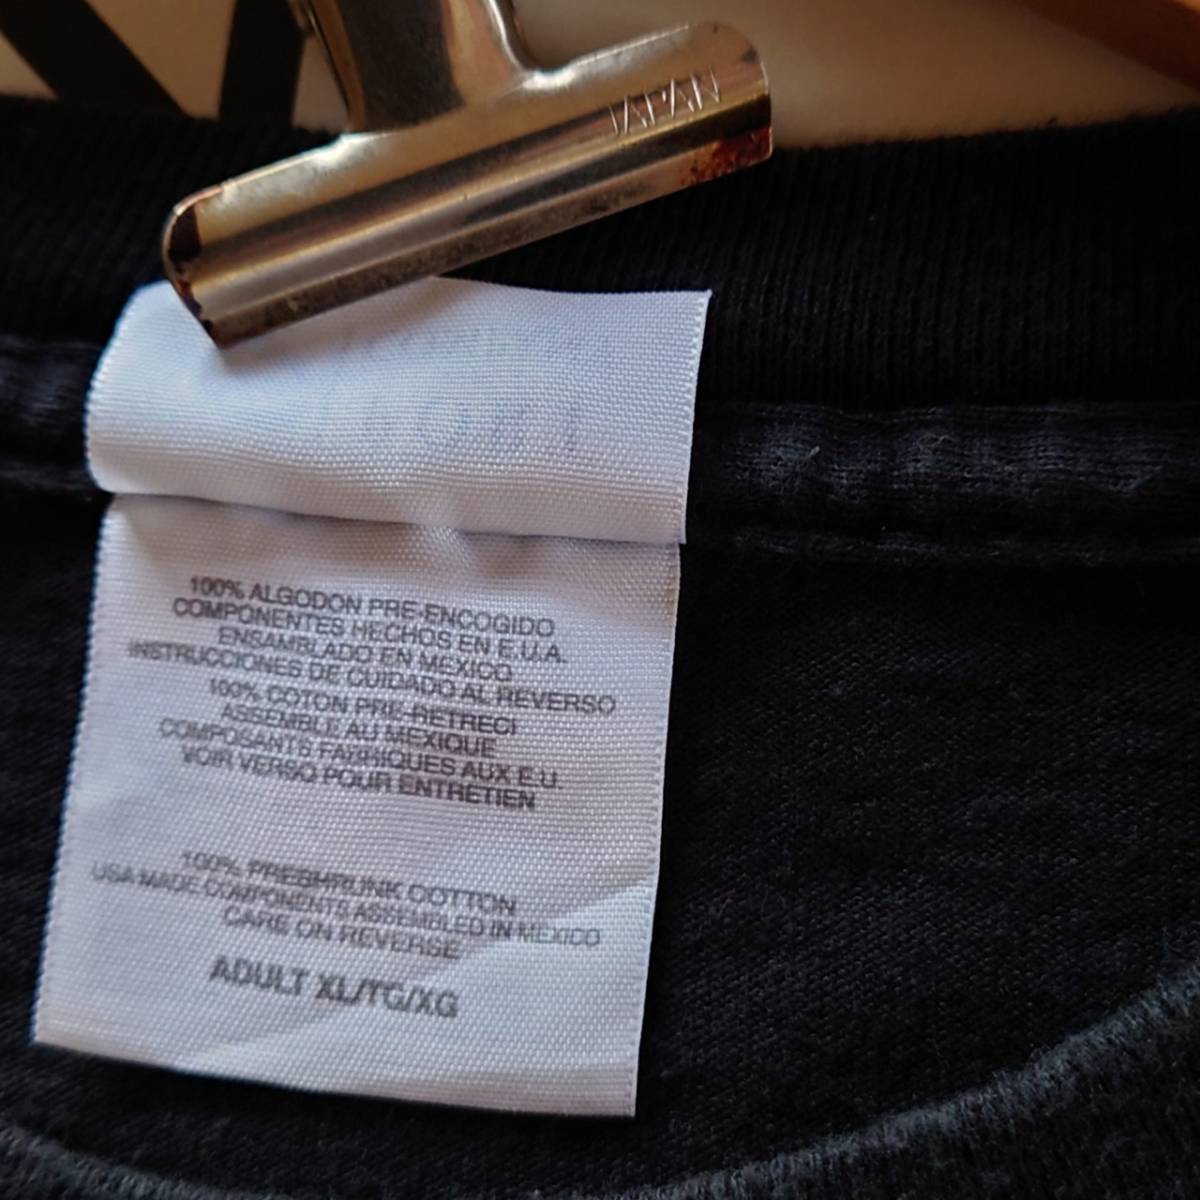 JAPAN
100% ALGODON PRE-ENCOGIDO
COMPONENTES HECHOS EN E.U.A.
ENSAMBLADO EN MEXICO
INSTRUCCIONES DE CUIDADO AL REVERSO
100% COTON PRE-RETRECI
ASSEMBLE AU MEXIQUE
COMPOSANTS FABRIQUES AUX E.U.
VOIR VERSO POUR ENTRETIEN
100% PRESHRUNK COTTON
USA MADE COMPONENTS ASSEMBLED IN MEXICO
CARE ON REVERSE
ADULT XL/TG/XG